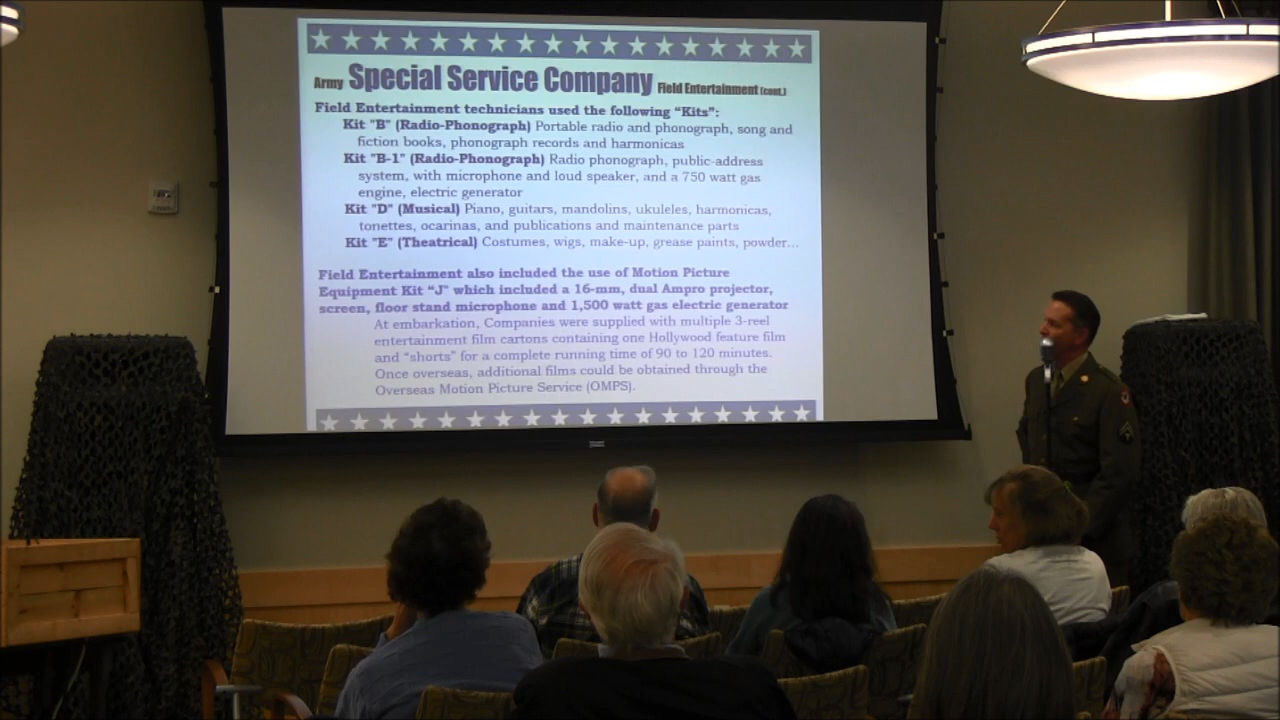 Army Special Service Company Field Entertainment (cont.)
Field Entertainment technicians used the following “Kits”:
Kit "B" (Radio-Phonograph) Portable radio and phonograph, song and
fiction books, phonograph records and harmonicas
Kit "B-1" (Radio-Phonograph) Radio phonograph, public-address
system, with microphone and loud speaker, and a 750 watt gas
engine, electric generator
Kit "D" (Musical) Piano, guitars, mandolins, ukuleles, harmonicas,
tonettes, ocarinas, and publications and maintenance parts
Kit "E" (Theatrical) Costumes, wigs, make-up, grease paints, powder...
Field Entertainment also included the use of Motion Picture
Equipment Kit “J” which included a 16-mm, dual Ampro projector,
screen, floor stand microphone and 1,500 watt gas electric generator
At embarkation, Companies were supplied with multiple 3-reel
entertainment film cartons containing one Hollywood feature film
and “shorts” for a complete running time of 90 to 120 minutes.
Once overseas, additional films could be obtained through the
Overseas Motion Picture Service (OMPS).